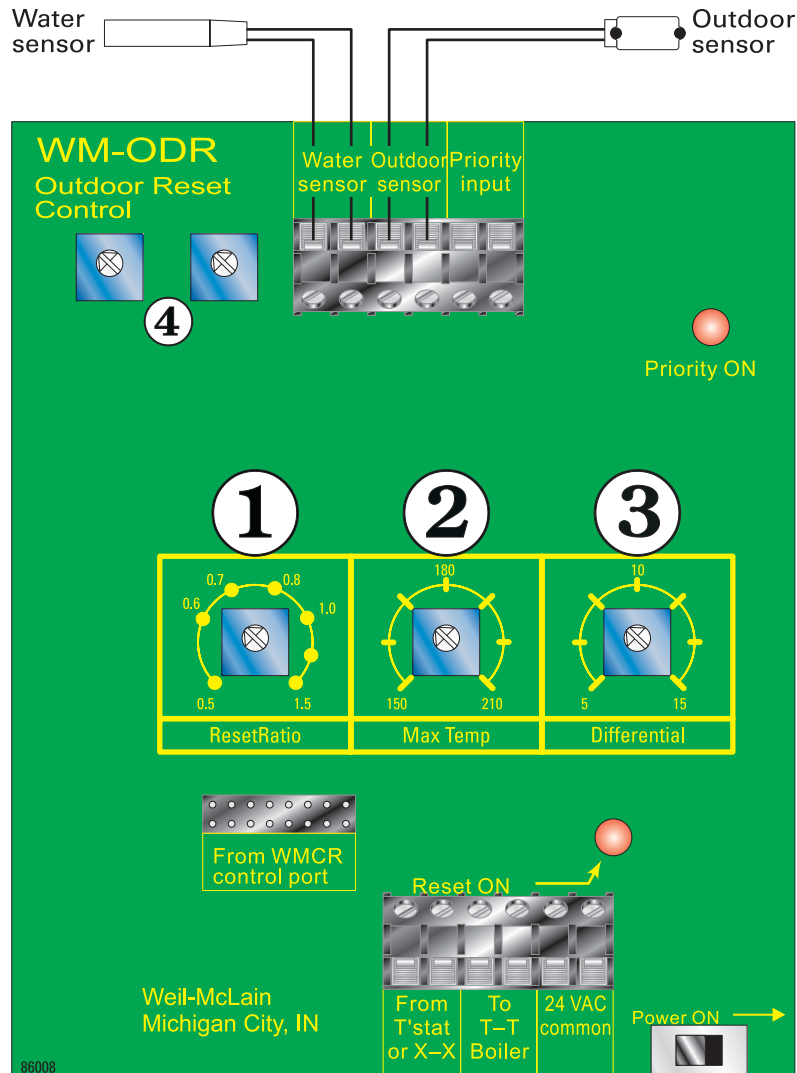 Water
sensor
Outdoor
sensor
WM-ODR
Outdoor Reset
Control
Water
sensor
Outdoor
sensor
Priority
input
4
Priority ON
1
2
3
0.5
0.6
0.7
0.8
1.0
1.5
ResetRatio
150
180
210
Max Temp
5
10
15
Differential
From WMCR
control port
Reset ON
Weil-McLain
Michigan City, IN
From
T'stat
or X–X
To
T–T
Boiler
24 VAC
common
Power ON
86008